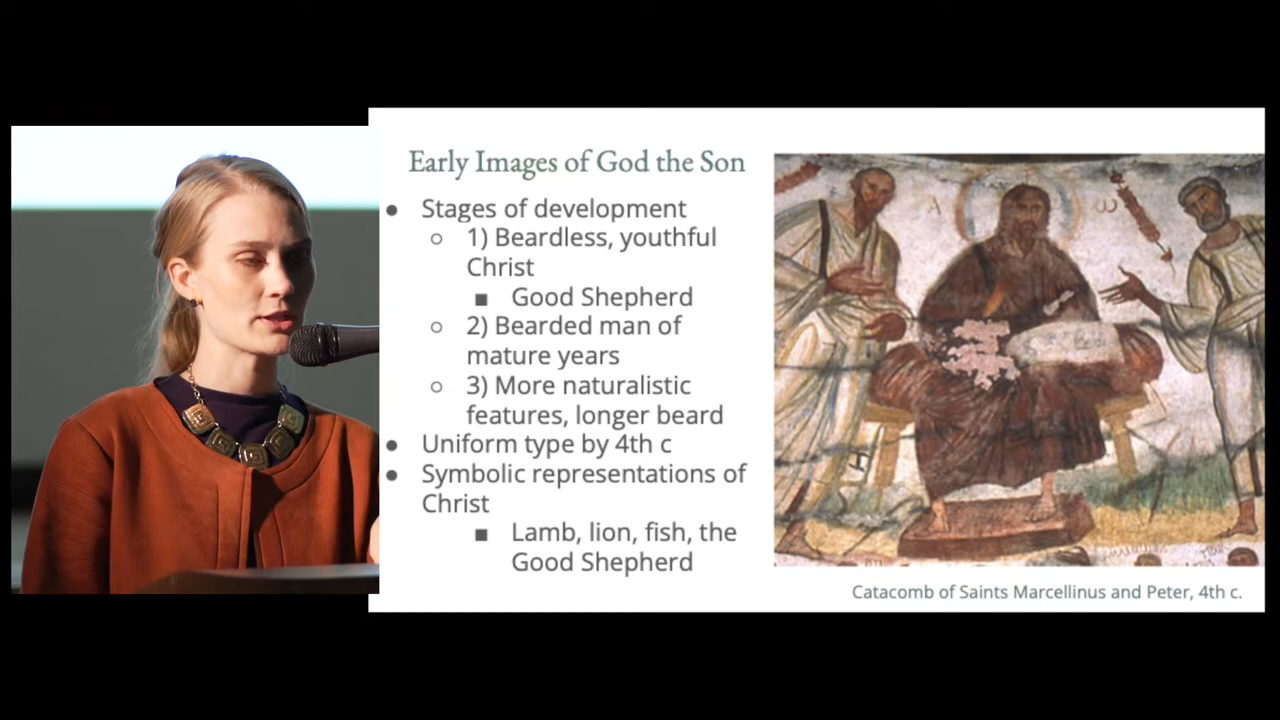 Early Images of God the Son
● Stages of development
○ 1) Beardless, youthful
Christ
■ Good Shepherd
○ 2) Bearded man of
mature years
○ 3) More naturalistic
features, longer beard
● Uniform type by 4th c
● Symbolic representations of
Christ
■ Lamb, lion, fish, the
Good Shepherd
A
ω
Catacomb of Saints Marcellinus and Peter, 4th c.